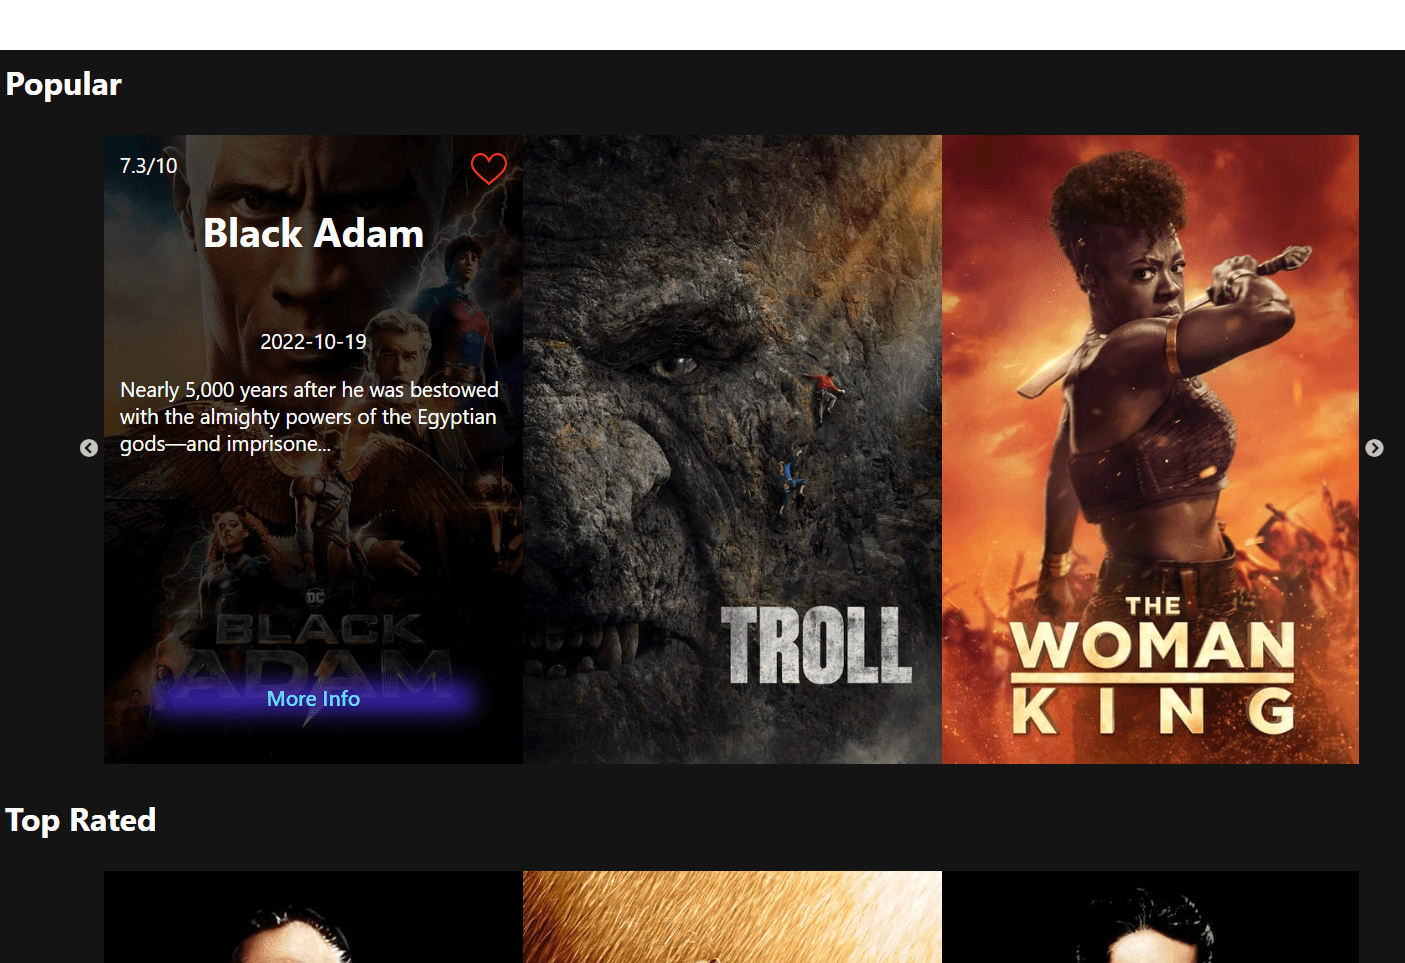 Popular
7.3/10
Black Adam
2022-10-19
Nearly 5,000 years after he was bestowed
with the almighty powers of the Egyptian
gods—and imprisone...
DC
BLACK
ADAM
More Info
TROLL
THE
WOMAN
KING
Top Rated